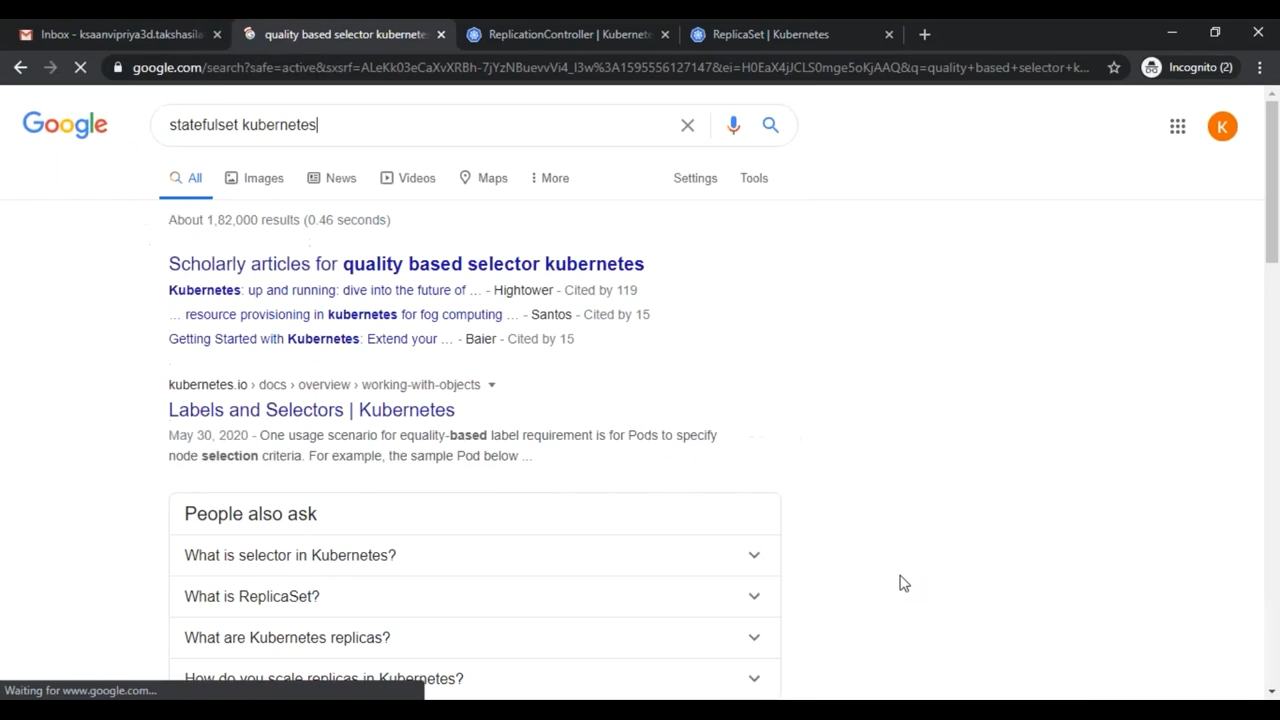 Inbox - ksaanvipriya3d.takshasila
quality based selector kubernete
ReplicationController | Kubernete
ReplicaSet | Kubernetes
google.com/search?safe=active&sxsrf=ALeKk03eCaXvXRBh-7jYzNBuevvVi4_I3w%3A1595556127147&ei=H0EaX4jJCLS0mge5oKjAAQ&q=quality+based+selector+k...
Incognito (2)
Google
statefulset kubernetes
K
All
Images
News
Videos
Maps
More
Settings
Tools
About 1,82,000 results (0.46 seconds)
Scholarly articles for quality based selector kubernetes
Kubernetes: up and running: dive into the future of ... - Hightower - Cited by 119
... resource provisioning in kubernetes for fog computing ... - Santos - Cited by 15
Getting Started with Kubernetes: Extend your ... - Baier - Cited by 15
kubernetes.io › docs › overview › working-with-objects
Labels and Selectors | Kubernetes
May 30, 2020 - One usage scenario for equality-based label requirement is for Pods to specify
node selection criteria. For example, the sample Pod below ...
People also ask
What is selector in Kubernetes?
What is ReplicaSet?
What are Kubernetes replicas?
How do you scale replicas in Kubernetes?
Waiting for www.google.com...